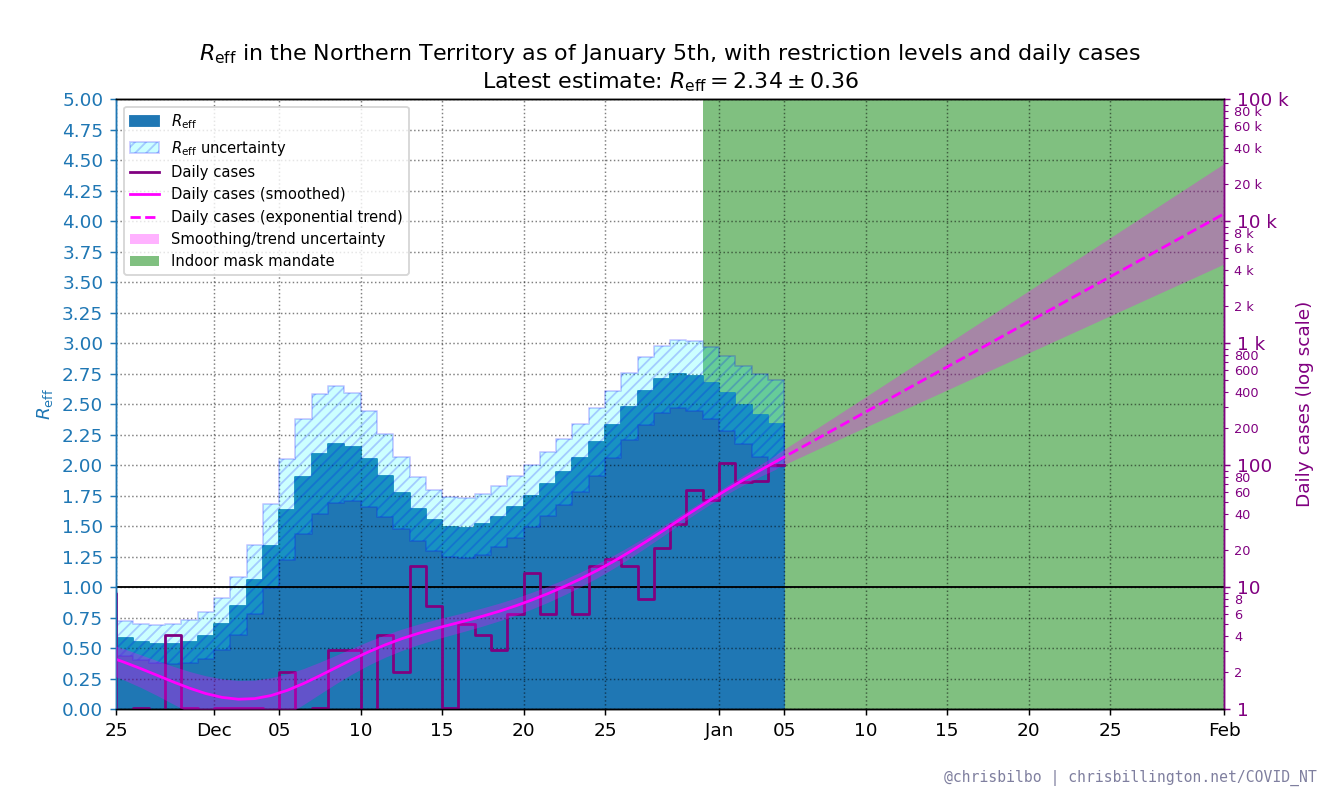 R_eff in the Northern Territory as of January 5th, with restriction levels and daily cases
Latest estimate: R_eff = 2.34 ± 0.36
R_eff
R_eff uncertainty
Daily cases
Daily cases (smoothed)
Daily cases (exponential trend)
Smoothing/trend uncertainty
Indoor mask mandate
5.00
4.75
4.50
4.25
4.00
3.75
3.50
3.25
3.00
2.75
2.50
2.25
2.00
1.75
1.50
1.25
1.00
0.75
0.50
0.25
0.00
R_eff
100 k
80 k
60 k
40 k
20 k
10 k
8 k
6 k
4 k
2 k
1 k
800
600
400
200
100
80
60
40
20
10
8
6
4
2
1
Daily cases (log scale)
25 Dec 05 10 15 20 25 Jan 05 10 15 20 25 Feb
@chrisbilbo | chrisbillington.net/COVID_NT